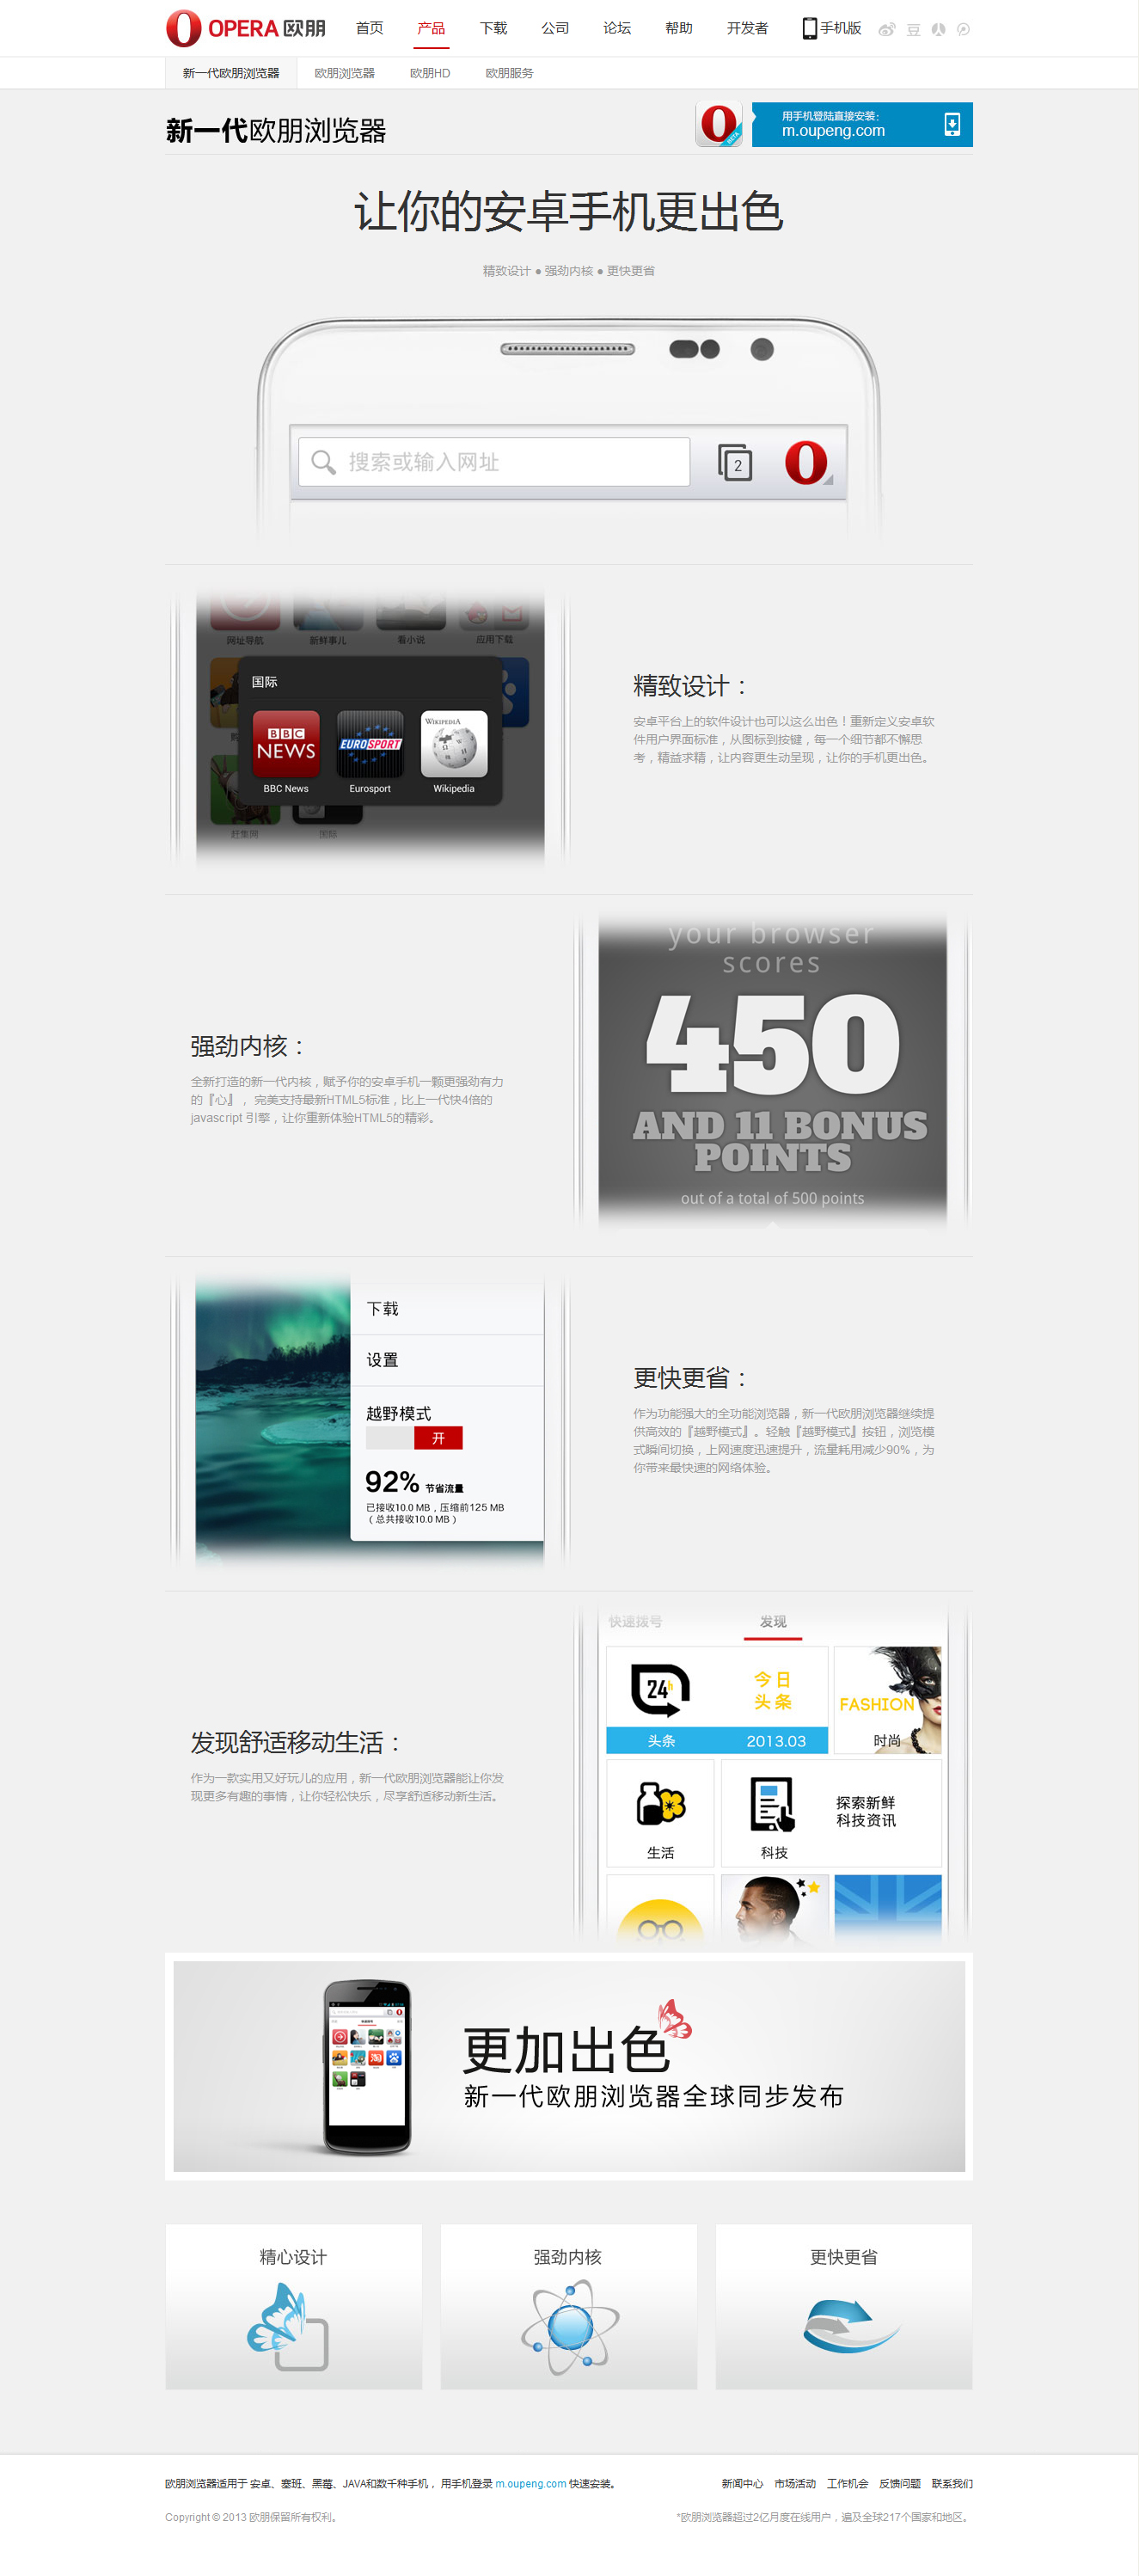 OPERA 欧朋
首页 产品 下载 公司 论坛 帮助 开发者 手机版
新一代欧朋浏览器 欧朋浏览器 欧朋HD 欧朋服务
新一代欧朋浏览器
用手机登陆直接安装:
m.oupeng.com
让你的安卓手机更出色
精致设计 ● 强劲内核 ● 更快更省
搜索或输入网址
2
网址导航 新鲜事儿 看小说 应用下载
国际
BBC
NEWS
EUROSPORT
WIKIPEDIA
BBC News Eurosport Wikipedia
赶集网 国际
精致设计：
安卓平台上的软件设计也可以这么出色！重新定义安卓软
件用户界面标准，从图标到按键，每一个细节都不懈思
考，精益求精，让内容更生动呈现，让你的手机更出色。
your browser
scores
450
AND 11 BONUS
POINTS
out of a total of 500 points
强劲内核：
全新打造的新一代内核，赋予你的安卓手机一颗更强劲有力
的『心』， 完美支持最新HTML5标准，比上一代快4倍的
javascript 引擎，让你重新体验HTML5的精彩。
下载
设置
越野模式
开
92% 节省流量
已接收10.0 MB，压缩前125 MB
（总共接收10.0 MB）
更快更省：
作为功能强大的全功能浏览器，新一代欧朋浏览器继续提
供高效的『越野模式』。轻触『越野模式』按钮，浏览模
式瞬间切换，上网速度迅速提升，流量耗用减少90%，为
你带来最快速的网络体验。
快速拨号 发现
24h
今日
头条
FASHION
头条 2013.03
时尚
生活
科技
探索新鲜
科技资讯
发现舒适移动生活：
作为一款实用又好玩儿的应用，新一代欧朋浏览器能让你发
现更多有趣的事情，让你轻松快乐，尽享舒适移动新生活。
更加出色
新一代欧朋浏览器全球同步发布
精心设计 强劲内核 更快更省
欧朋浏览器适用于 安卓、塞班、黑莓、JAVA和数千种手机， 用手机登录 m.oupeng.com 快速安装。
新闻中心 市场活动 工作机会 反馈问题 联系我们
Copyright © 2013 欧朋保留所有权利。
*欧朋浏览器超过2亿月度在线用户，遍及全球217个国家和地区。